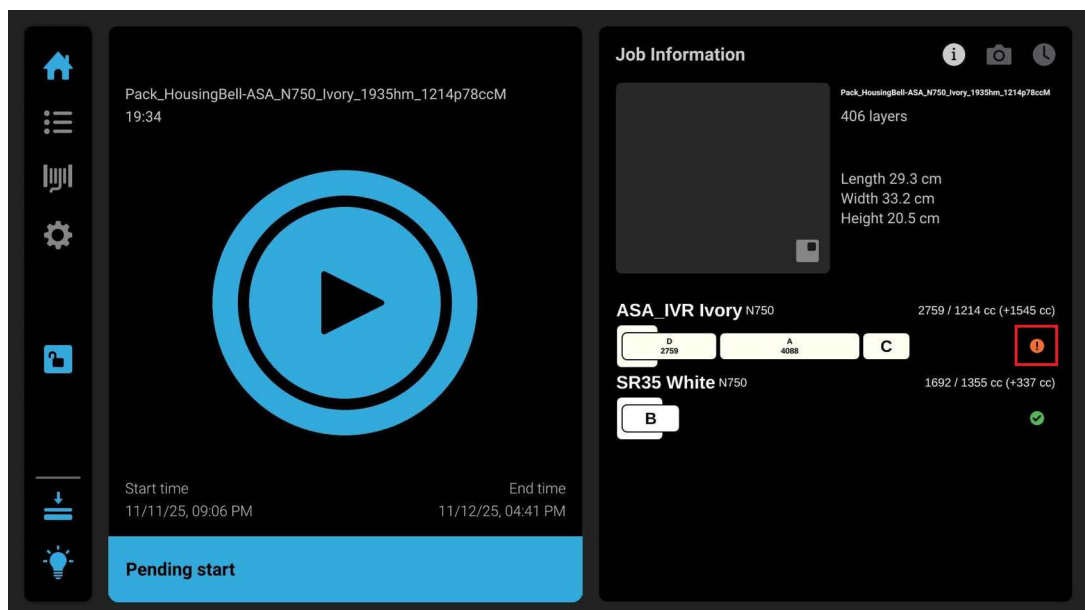 Pack_HousingBell-ASA_N750_Ivory_1935hm_1214p78ccM
19:34
Start time
11/11/25, 09:06 PM
End time
11/12/25, 04:41 PM
Pending start
Job Information
i
Pack_HousingBell-ASA_N750_Ivory_1935hm_1214p78ccM
406 layers
Length 29.3 cm
Width 33.2 cm
Height 20.5 cm
ASA_IVR Ivory N750
2759 / 1214 cc (+1545 cc)
D
2759
A
4088
C
!
SR35 White N750
1692 / 1355 cc (+337 cc)
B